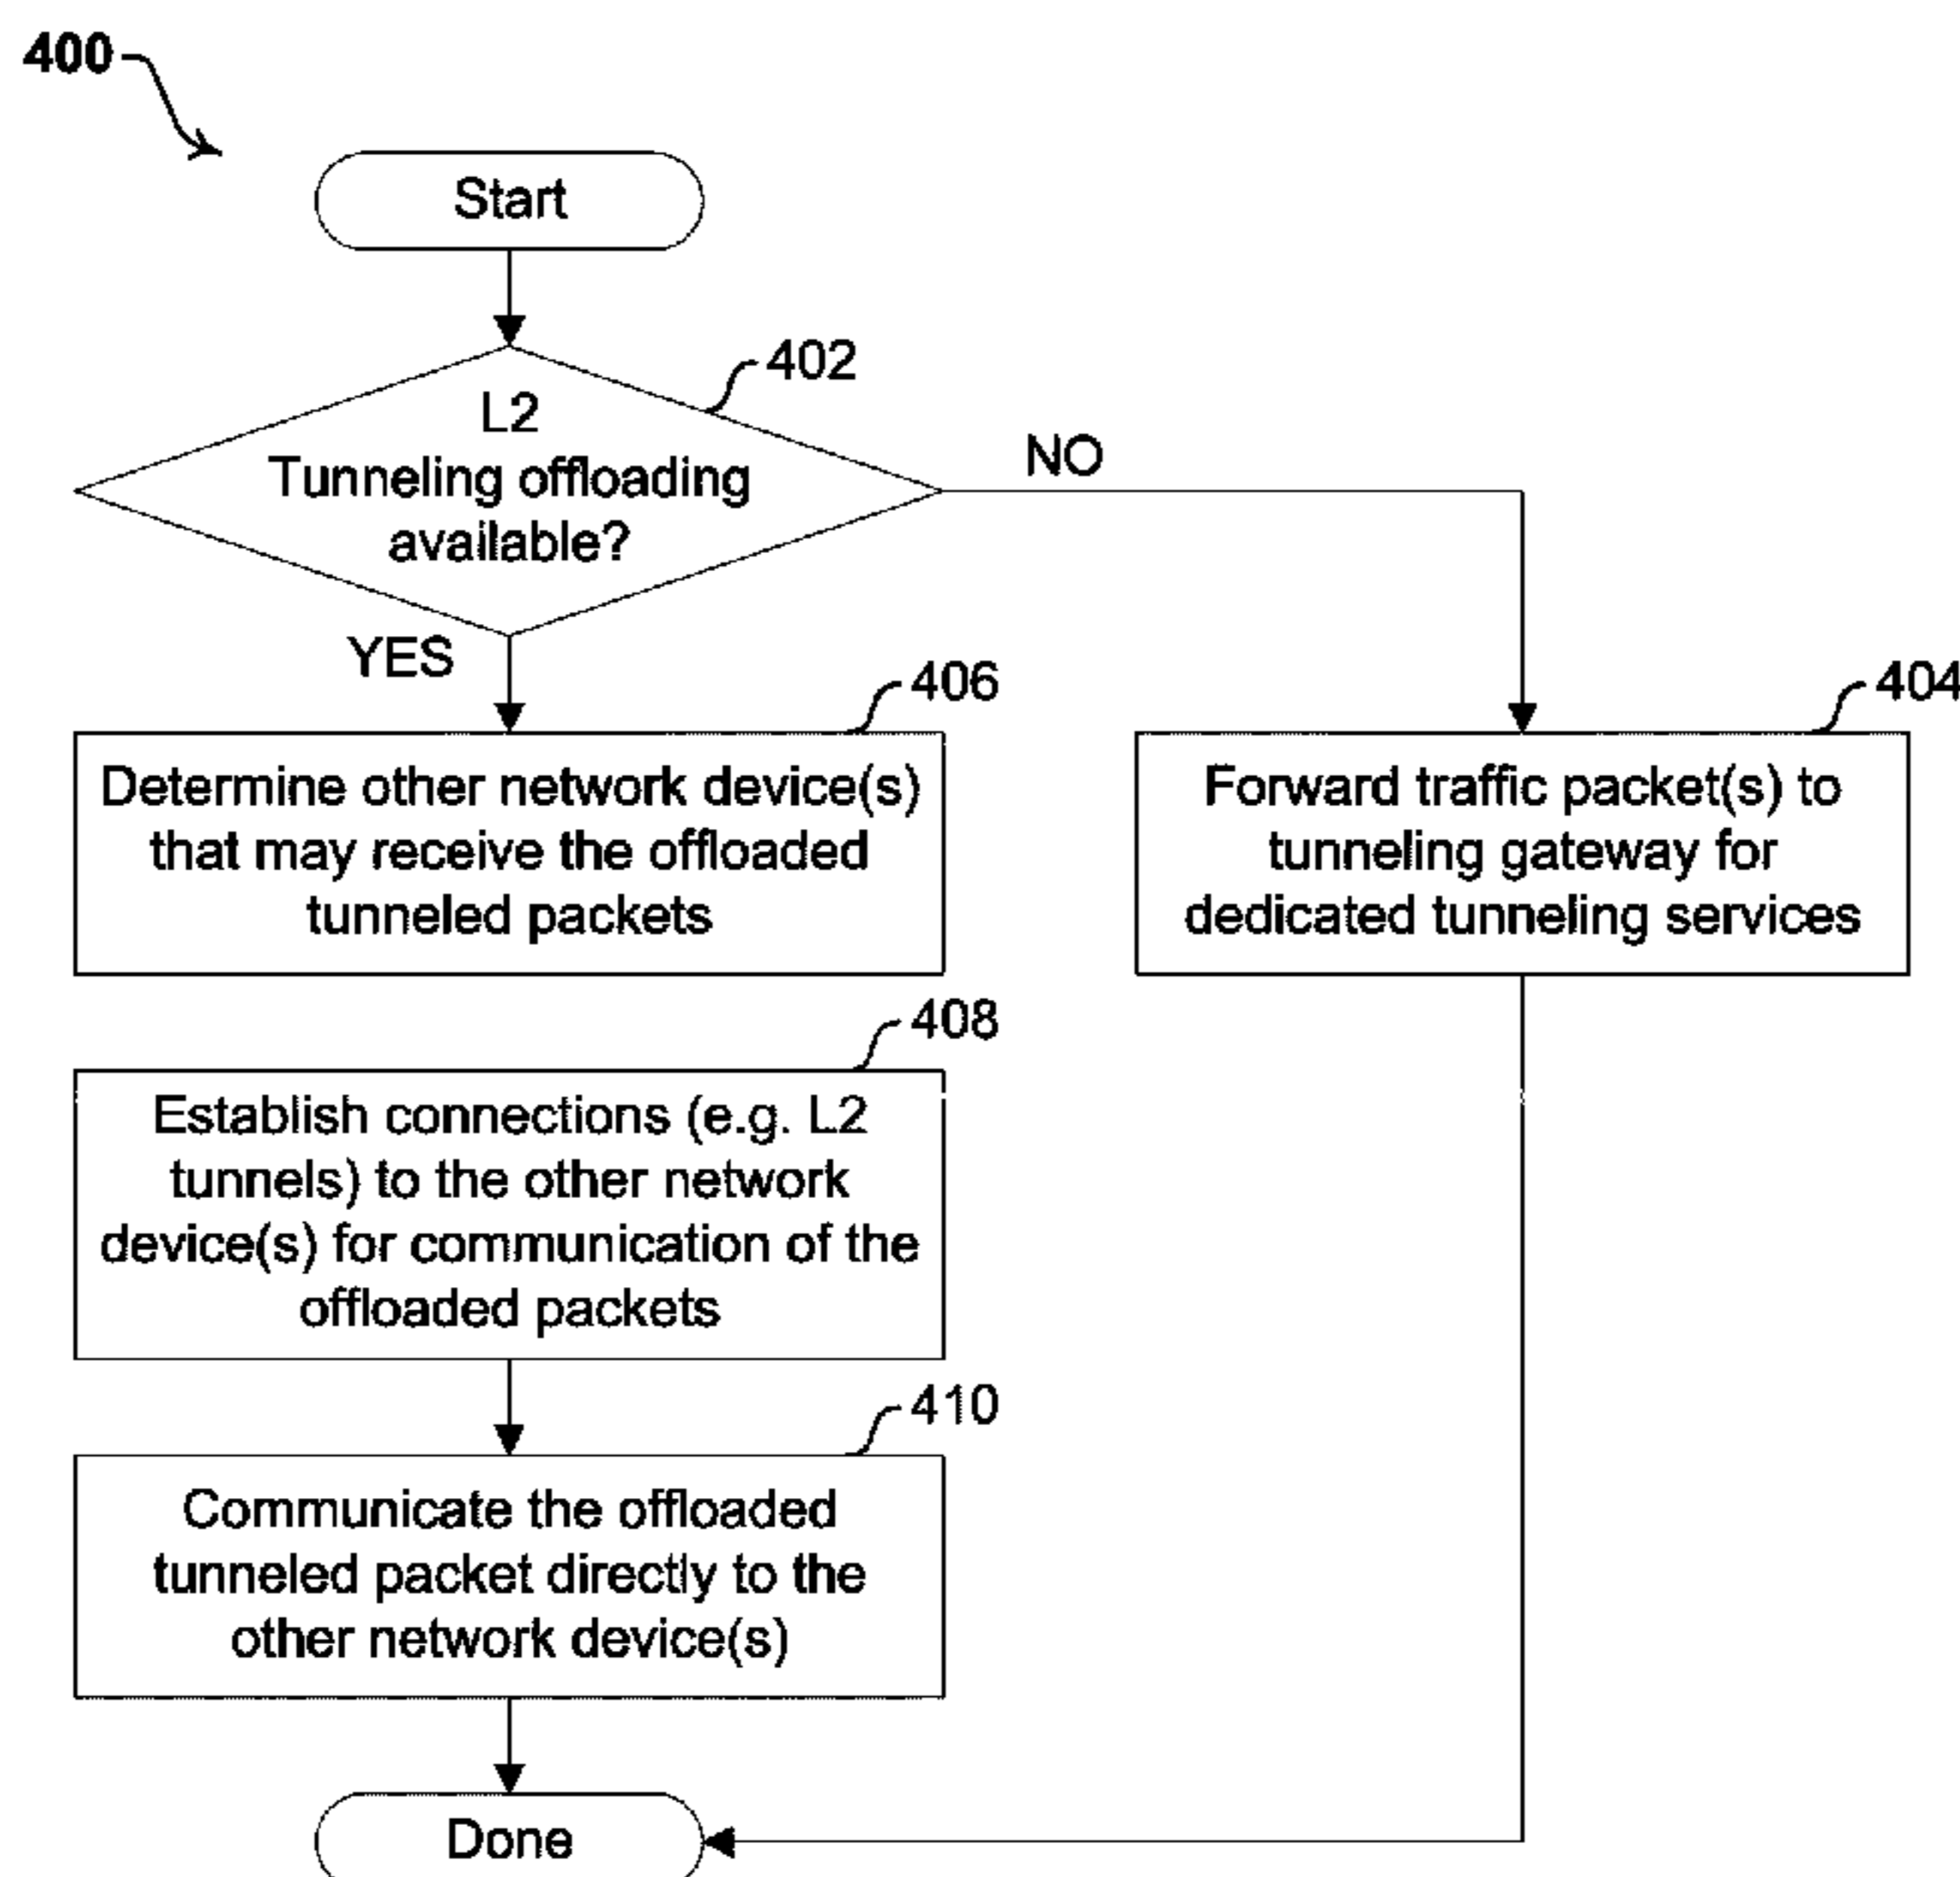 400
Start
402
L2
Tunneling offloading
available?
NO
YES
406
Determine other network device(s)
that may receive the offloaded
tunneled packets
404
Forward traffic packet(s) to
tunneling gateway for
dedicated tunneling services
408
Establish connections (e.g. L2
tunnels) to the other network
device(s) for communication of the
offloaded packets
410
Communicate the offloaded
tunneled packet directly to the
other network device(s)
Done